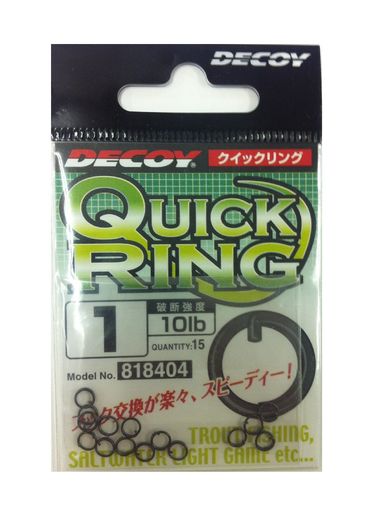 DECOY
DECOY® クイックリング
QUICK
RING
1
破断強度
10lb
QUANTITY:15
Model No. 818404
交換が楽々、スピーディー!
TROUT FISHING,
SALTWATER LIGHT GAME etc...